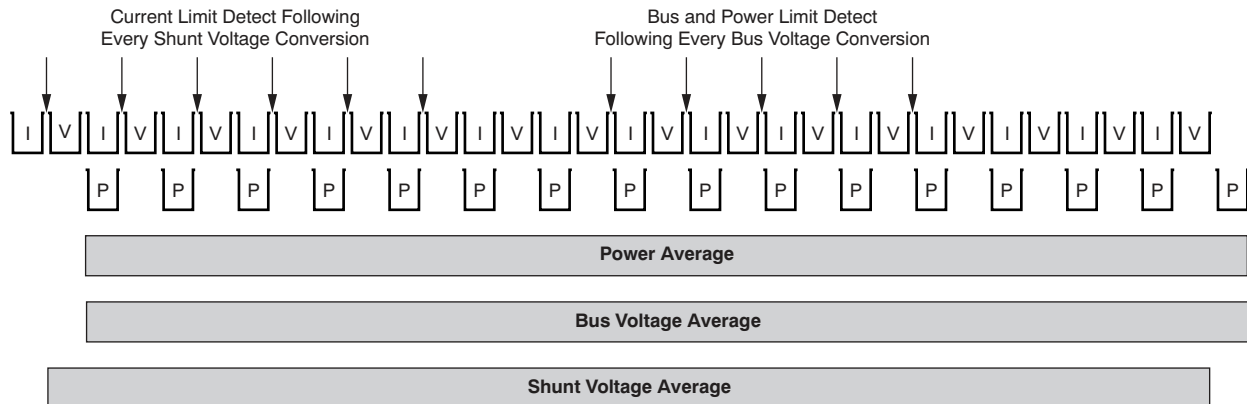 Current Limit Detect Following
Every Shunt Voltage Conversion
Bus and Power Limit Detect
Following Every Bus Voltage Conversion
I V I V I V I V I V I V I V I V I V I V I V I V I V I V I V I V
P P P P P P P P P P P P P P P P
Power Average
Bus Voltage Average
Shunt Voltage Average